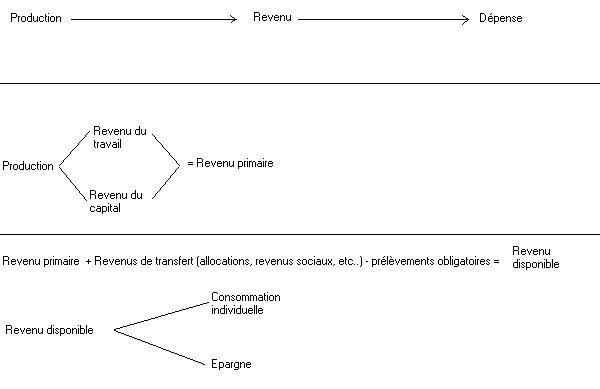 Production Revenu Dépense
Revenu du
travail
Production = Revenu primaire
Revenu du
capital
Revenu primaire + Revenus de transfert (allocations, revenus sociaux, etc..) - prélèvements obligatoires = Revenu
disponible
Consommation
individuelle
Revenu disponible
Epargne